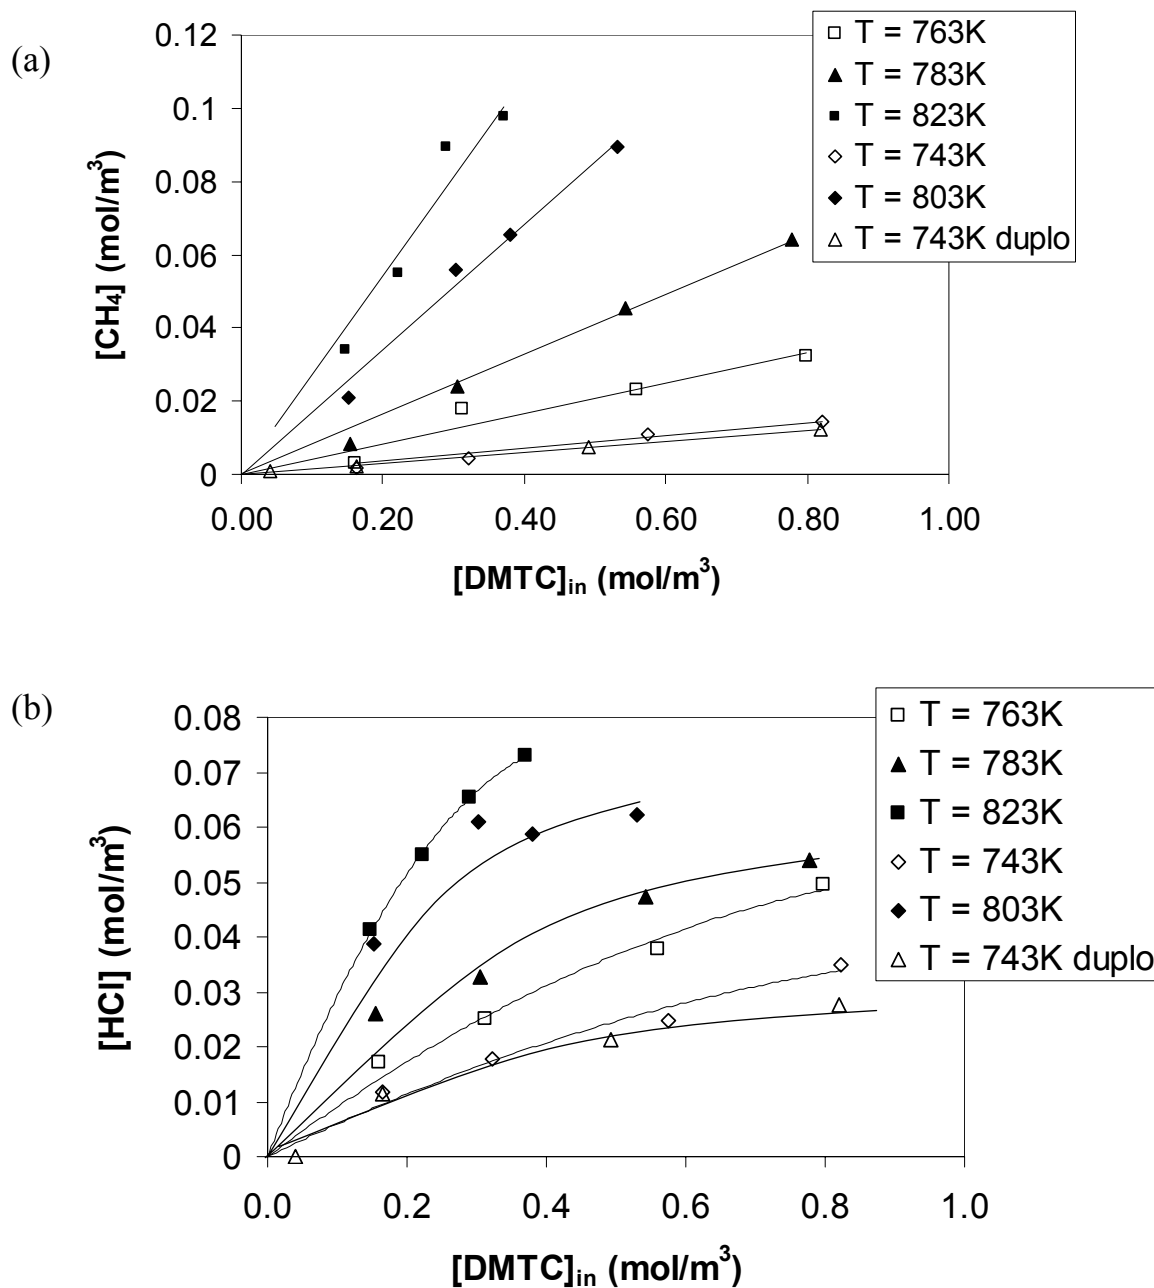 (a)
0.12
0.1
0.08
0.06
0.04
0.02
0
[CH₄] (mol/m³)
0.00 0.20 0.40 0.60 0.80 1.00
[DMTC]ᵢₙ (mol/m³)
T = 763K
T = 783K
T = 823K
T = 743K
T = 803K
T = 743K duplo
(b)
0.08
0.07
0.06
0.05
0.04
0.03
0.02
0.01
0
[HCl] (mol/m³)
0.0 0.2 0.4 0.6 0.8 1.0
[DMTC]ᵢₙ (mol/m³)
T = 763K
T = 783K
T = 823K
T = 743K
T = 803K
T = 743K duplo